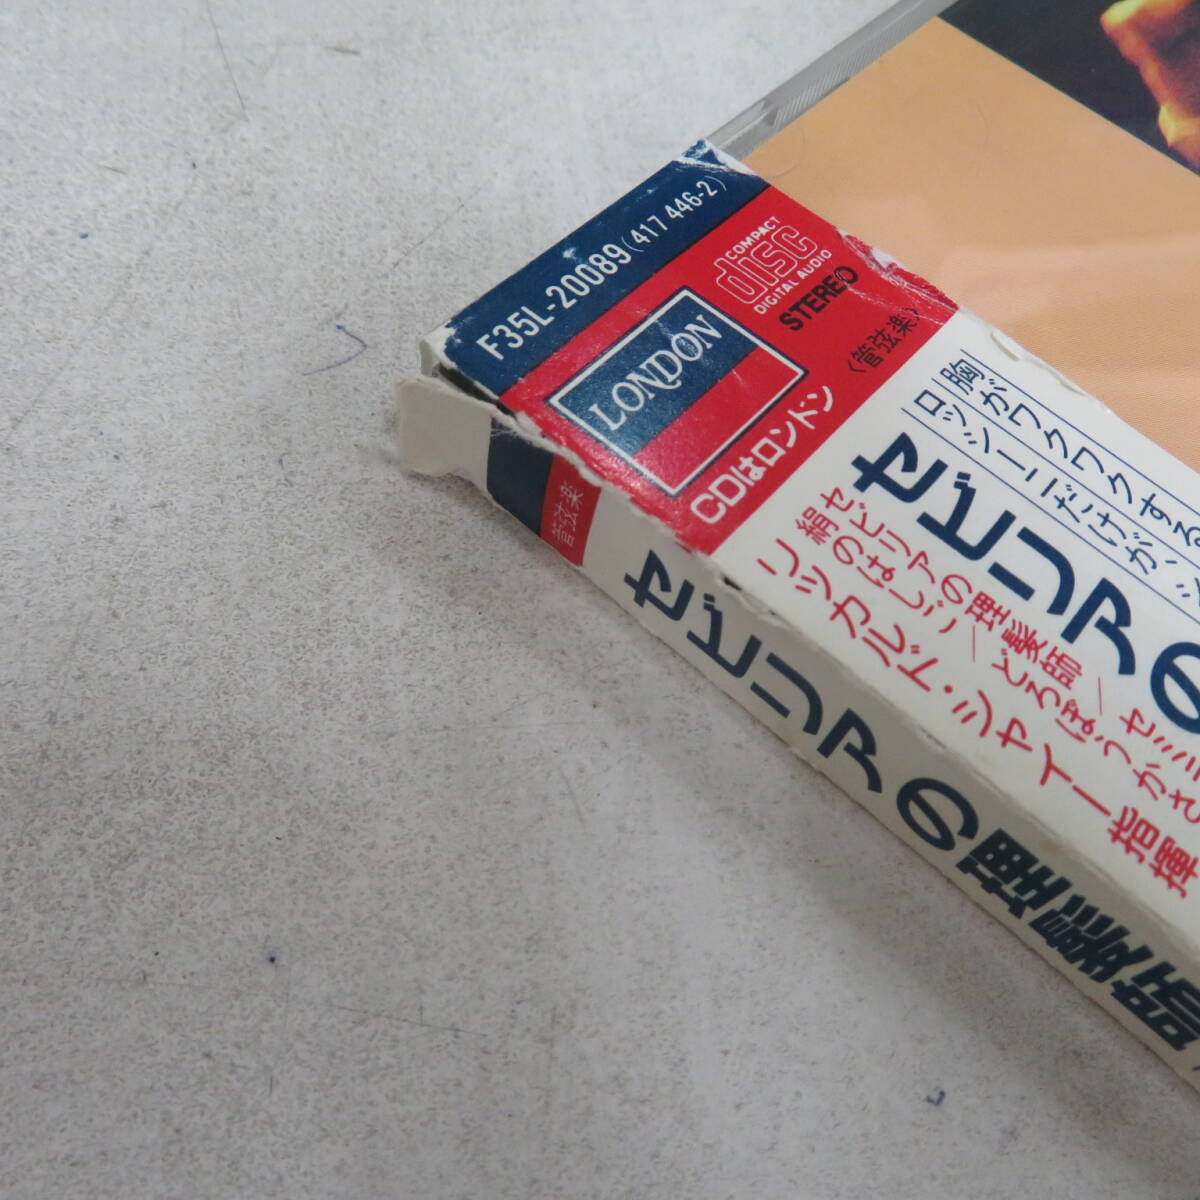 F35L-20089(417 446-2)
COMPACT
disc
DIGITAL AUDIO
STEREO
LONDON
CDはロンドン
〈管弦楽〉
胸がワクワクする
ロッシーニだけが、
セビリアの
セビリアの理髪師／セミラ
絹のはしご／どろぼうかさ
リッカルド・シャイー指揮
管弦楽
セビリアの理髪師